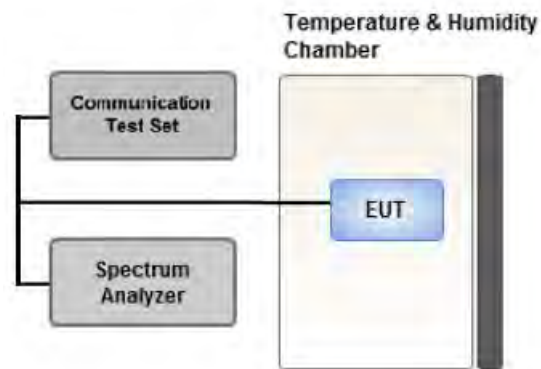 Temperature & Humidity
Chamber
Communication
Test Set
EUT
Spectrum
Analyzer